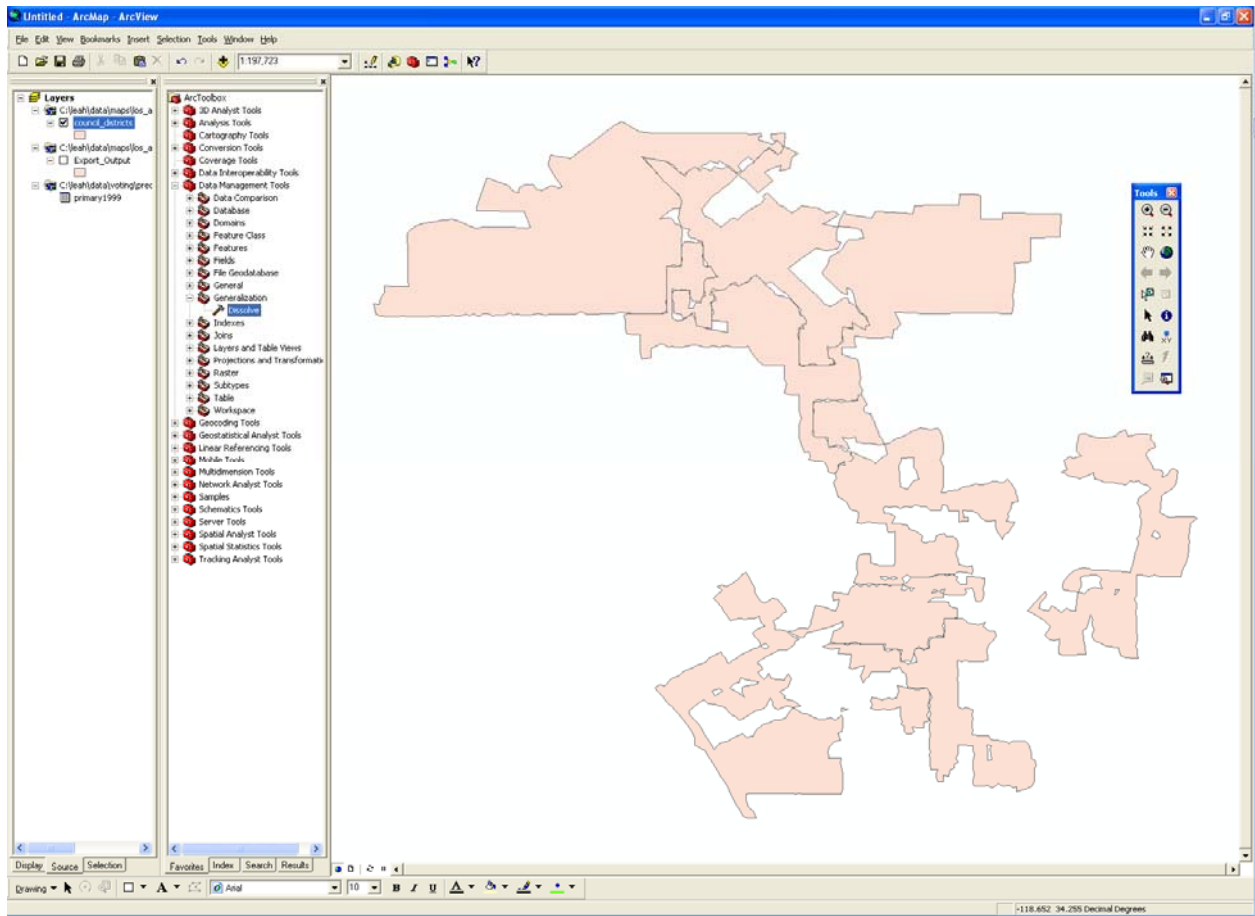 Untitled - ArcMap - ArcView
File Edit View Bookmarks Insert Selection Tools Window Help
1:197,723
Layers
C:\leah\data\maps\los_a
council_districts
C:\leah\data\maps\los_a
Export_Output
C:\leah\data\voting\prec
primary1999
Display Source Selection
ArcToolbox
3D Analyst Tools
Analysis Tools
Cartography Tools
Conversion Tools
Coverage Tools
Data Interoperability Tools
Data Management Tools
Data Comparison
Database
Domains
Feature Class
Features
Fields
File Geodatabase
General
Generalization
Dissolve
Indexes
Joins
Layers and Table Views
Projections and Transformati
Raster
Subtypes
Table
Workspace
Geocoding Tools
Geostatistical Analyst Tools
Linear Referencing Tools
Mobile Tools
Multidimension Tools
Network Analyst Tools
Samples
Schematics Tools
Server Tools
Spatial Analyst Tools
Spatial Statistics Tools
Tracking Analyst Tools
Favorites Index Search Results
Tools
XY
Drawing Arial 10 B I U A
-118.652 34.255 Decimal Degrees